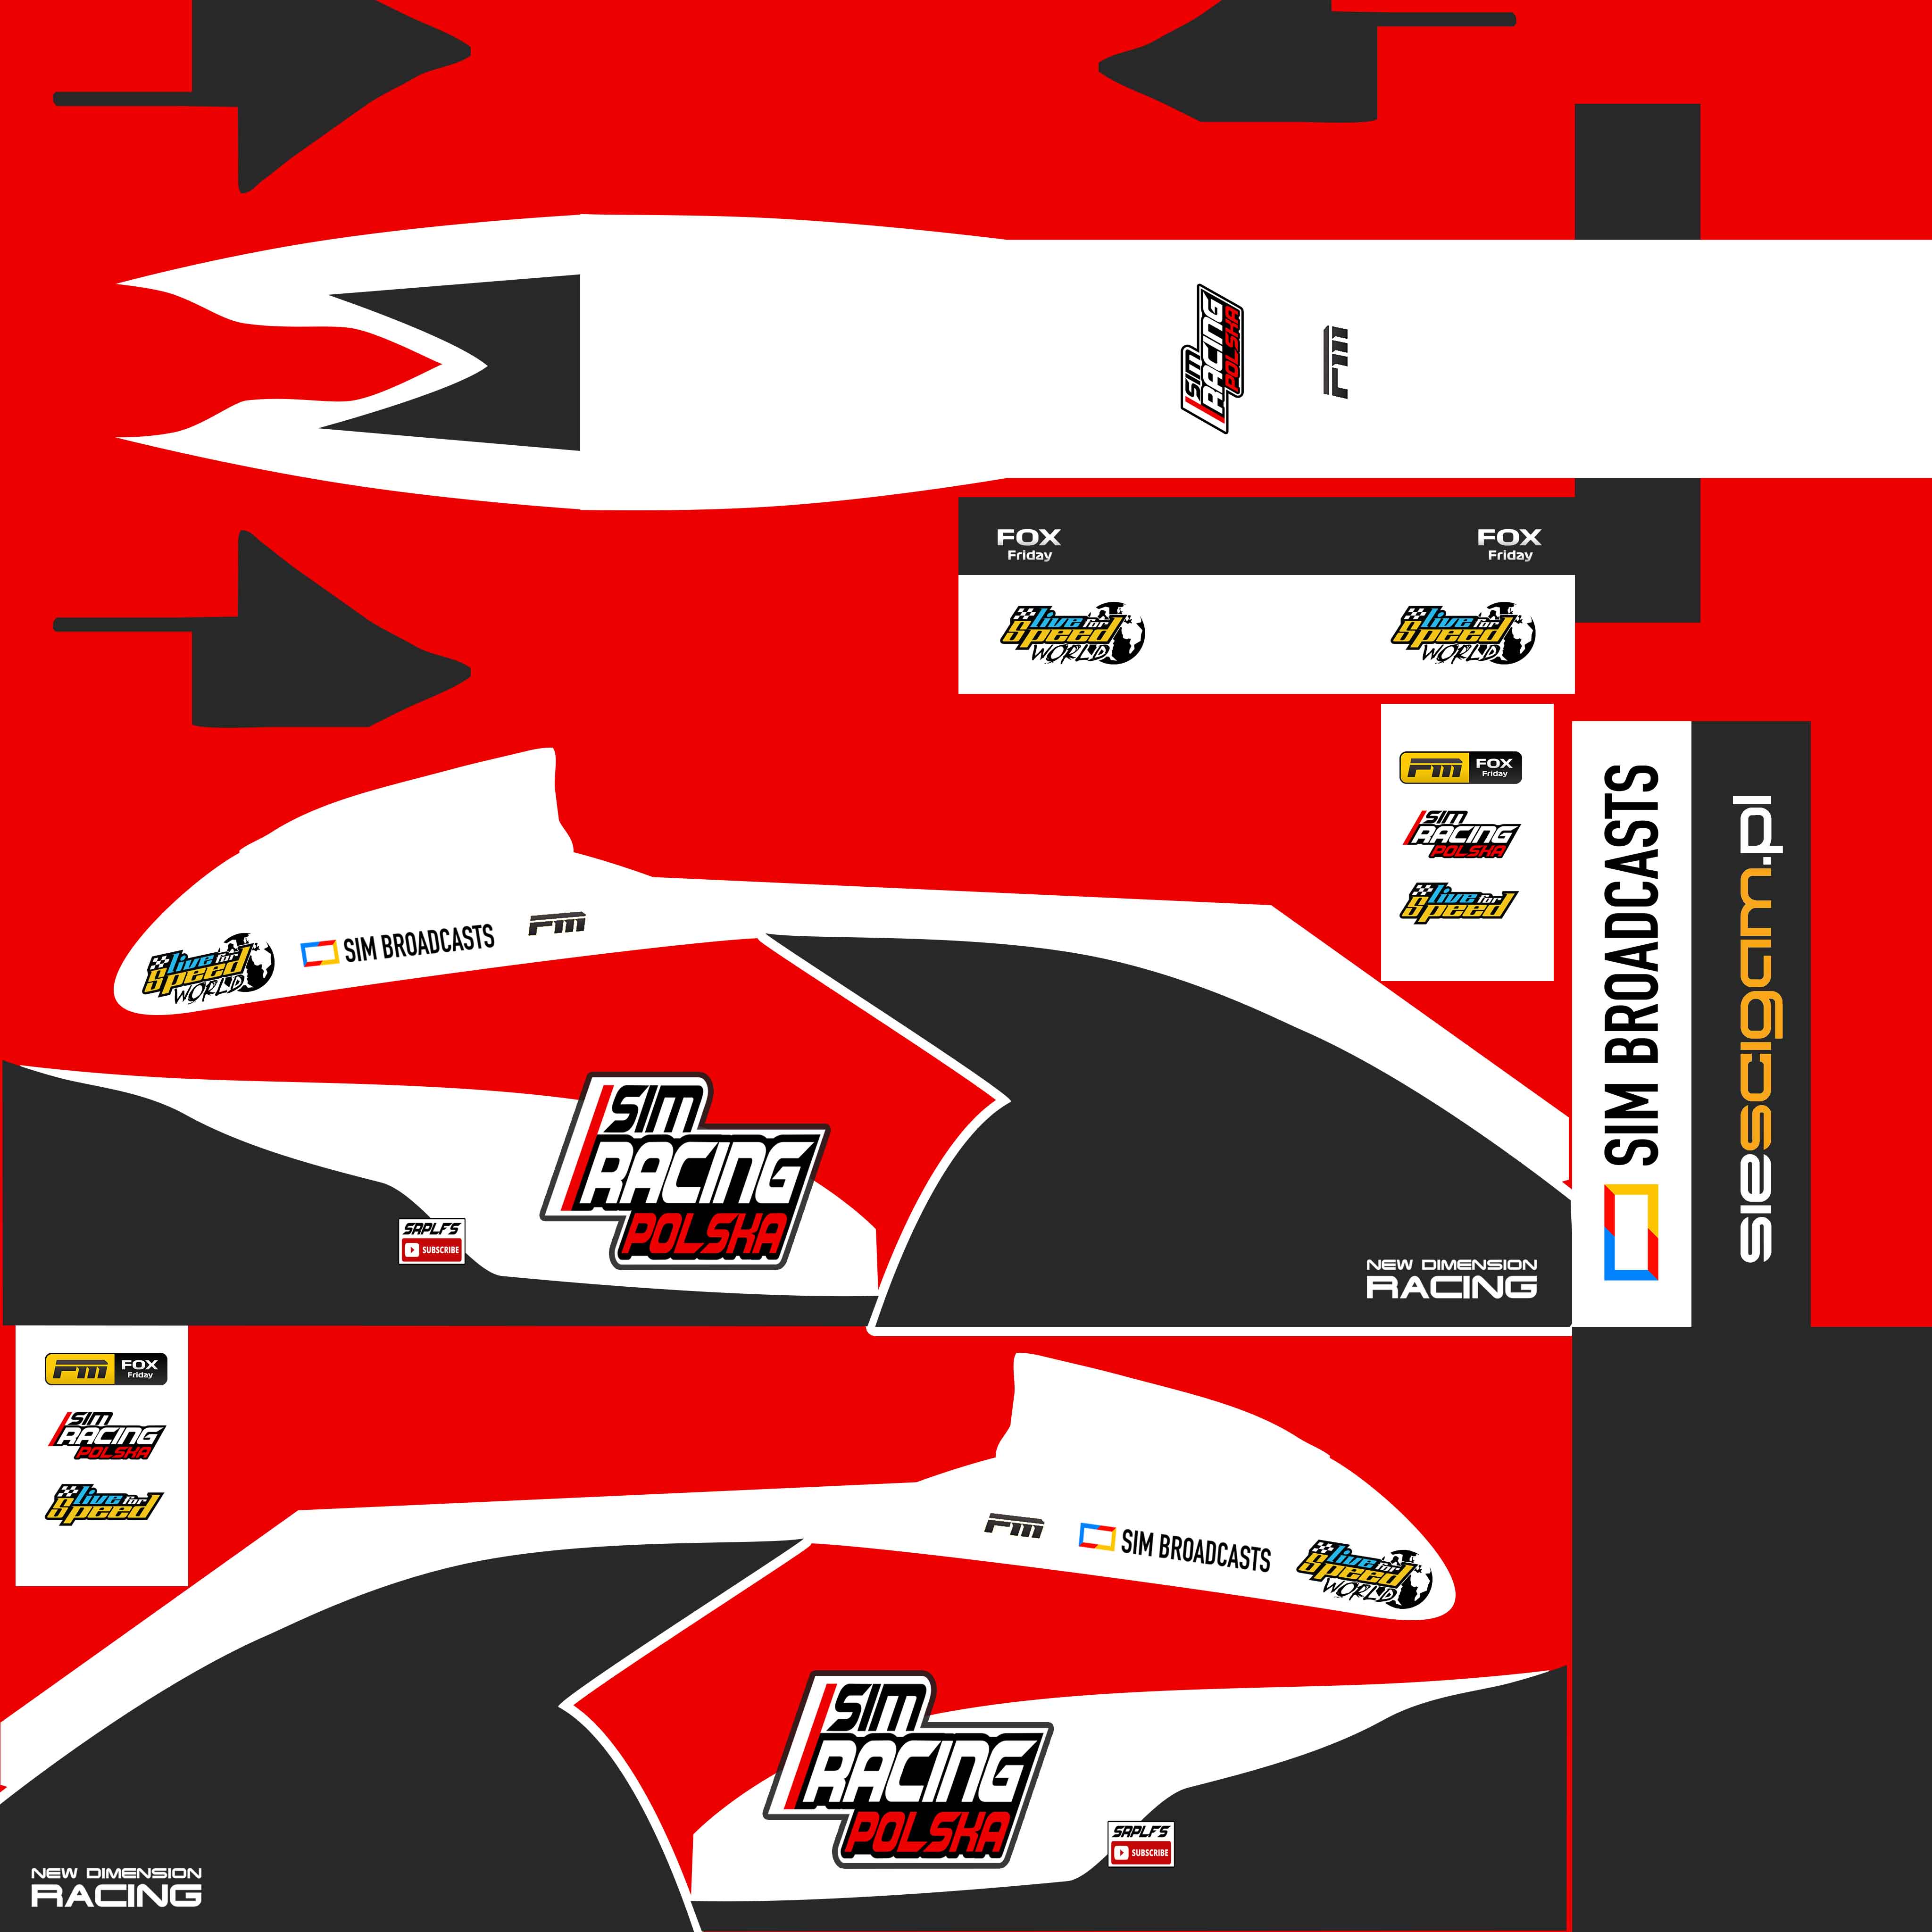 SIM
RACING
POLSKA
FM
FOX
Friday
FOX
Friday
live for
Speed
WORLD
live for
Speed
WORLD
FM FOX
Friday
SIM
RACING
POLSKA
live for
Speed
SIM BROADCASTS
siescigam.pl
live for
Speed
WORLD
SIM BROADCASTS
FM
SIM
RACING
POLSKA
SRPLFS
SUBSCRIBE
NEW DIMENSION
RACING
FM FOX
Friday
SIM
RACING
POLSKA
live for
Speed
FM
SIM BROADCASTS
live for
Speed
WORLD
SIM
RACING
POLSKA
SRPLFS
SUBSCRIBE
NEW DIMENSION
RACING